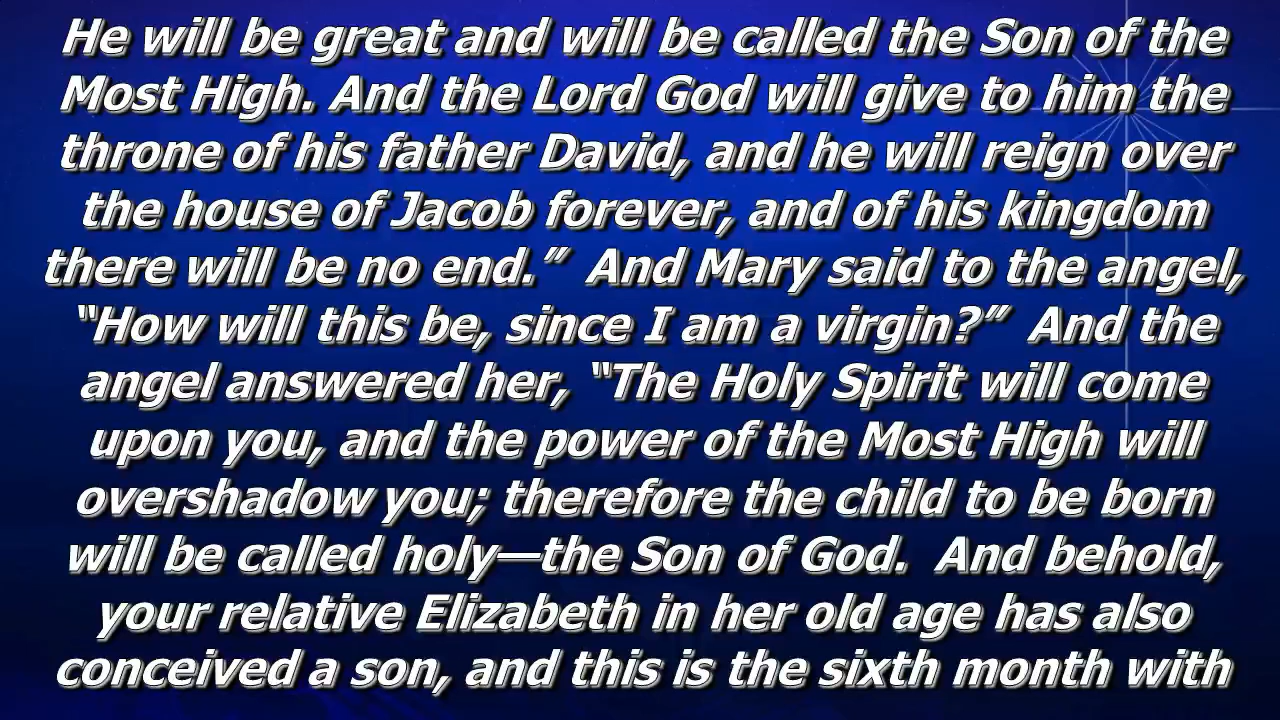 He will be great and will be called the Son of the
Most High. And the Lord God will give to him the
throne of his father David, and he will reign over
the house of Jacob forever, and of his kingdom
there will be no end.”  And Mary said to the angel,
“How will this be, since I am a virgin?”  And the
angel answered her, “The Holy Spirit will come
upon you, and the power of the Most High will
overshadow you; therefore the child to be born
will be called holy—the Son of God.  And behold,
your relative Elizabeth in her old age has also
conceived a son, and this is the sixth month with